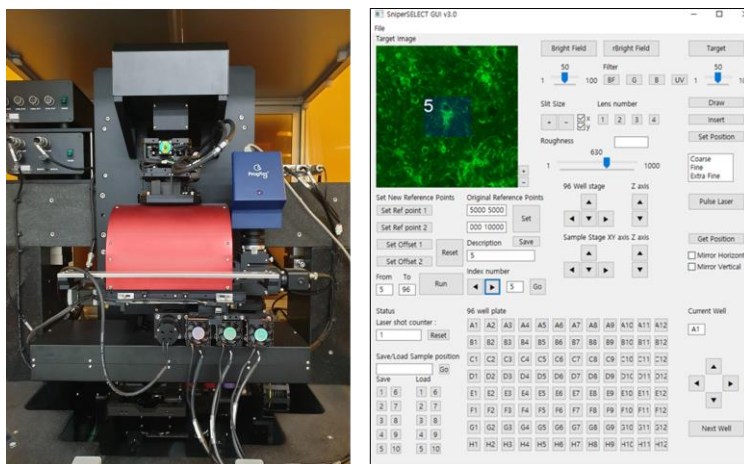 ProgRes
SniperSELECT GUI v3.0
File
Target Image
5
Bright Field rBright Field Target
50 50
1 100 1 10
Filter
BF G B UV
Slit Size Lens number
+ − x y 1 2 3 4
Draw
Insert
Set Position
Roughness
630
1 1000
Coarse
Fine
Extra Fine
+
-
Set New Reference Points Original Reference Points
Set Ref point 1 5000 5000
Set Ref point 2 000 10000 Set
96 Well stage Z axis
Pulse Laser
Set Offset 1 Reset Description Save
Set Offset 2 5
Sample Stage XY axis Z axis
Get Position
Mirror Horizont
Mirror Vertical
From To Index number
5 96 Run 5 Go
Status 96 well plate Current Well
Laser shot counter :
1 Reset
A1 A2 A3 A4 A5 A6 A7 A8 A9 A10 A11 A12
A1
B1 B2 B3 B4 B5 B6 B7 B8 B9 B10 B11 B12
Save/Load Sample position
Go
C1 C2 C3 C4 C5 C6 C7 C8 C9 C10 C11 C12
Save Load
D1 D2 D3 D4 D5 D6 D7 D8 D9 D10 D11 D12
1 6 1 6
E1 E2 E3 E4 E5 E6 E7 E8 E9 E10 E11 E12
2 7 2 7
F1 F2 F3 F4 F5 F6 F7 F8 F9 F10 F11 F12
3 8 3 8
G1 G2 G3 G4 G5 G6 G7 G8 G9 G10 G11 G12
4 9 4 9
H1 H2 H3 H4 H5 H6 H7 H8 H9 H10 H11 H12
5 10 5 10
Next Well